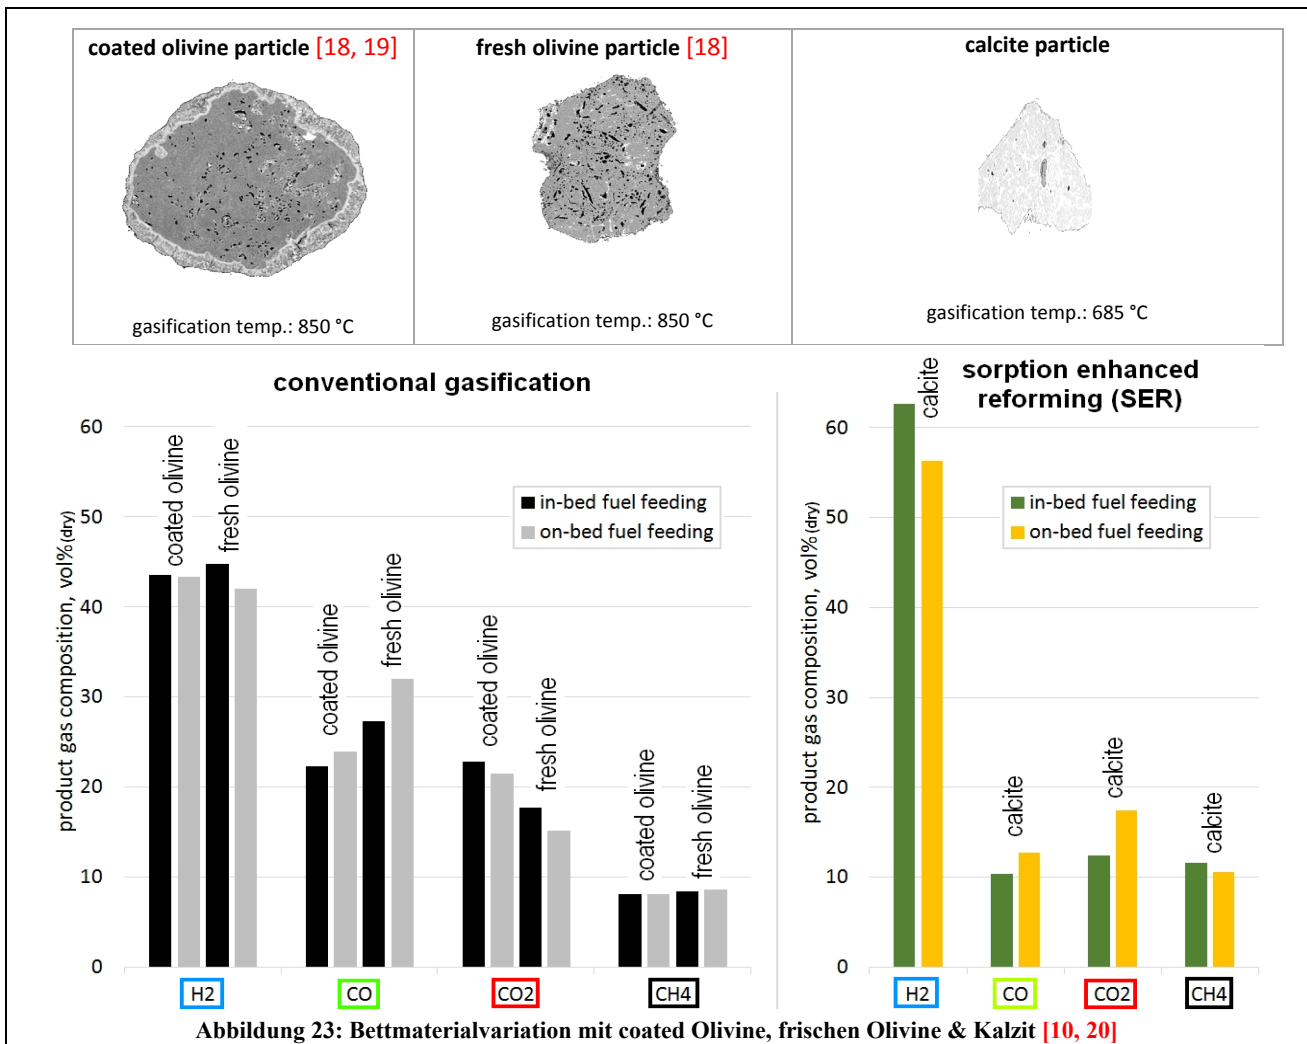 coated olivine particle [18, 19]
fresh olivine particle [18]
calcite particle
gasification temp.: 850 °C
gasification temp.: 850 °C
gasification temp.: 685 °C
conventional gasification
product gas composition, vol%(dry)
60
50
40
30
20
10
0
coated olivine
fresh olivine
coated olivine
fresh olivine
coated olivine
fresh olivine
coated olivine
fresh olivine
in-bed fuel feeding
on-bed fuel feeding
H2
CO
CO2
CH4
sorption enhanced
reforming (SER)
product gas composition, vol%(dry)
60
50
40
30
20
10
0
calcite
calcite
calcite
calcite
in-bed fuel feeding
on-bed fuel feeding
H2
CO
CO2
CH4
Abbildung 23: Bettmaterialvariation mit coated Olivine, frischen Olivine & Kalzit [10, 20]